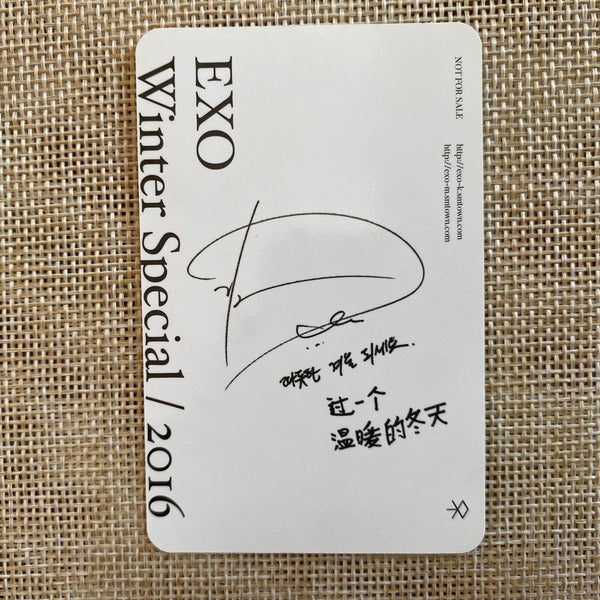 EXO
Winter Special / 2016
NOT FOR SALE
http://exo-k.smtown.com
http://exo-m.smtown.com
따뜻한 겨울 되세요.
过一个
温暖的冬天